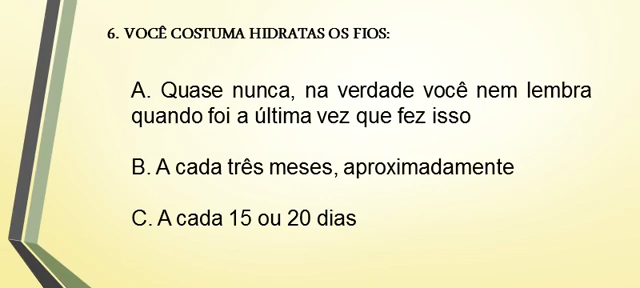 6. VOCÊ COSTUMA HIDRATAS OS FIOS:
A. Quase nunca, na verdade você nem lembra
quando foi a última vez que fez isso
B. A cada três meses, aproximadamente
C. A cada 15 ou 20 dias